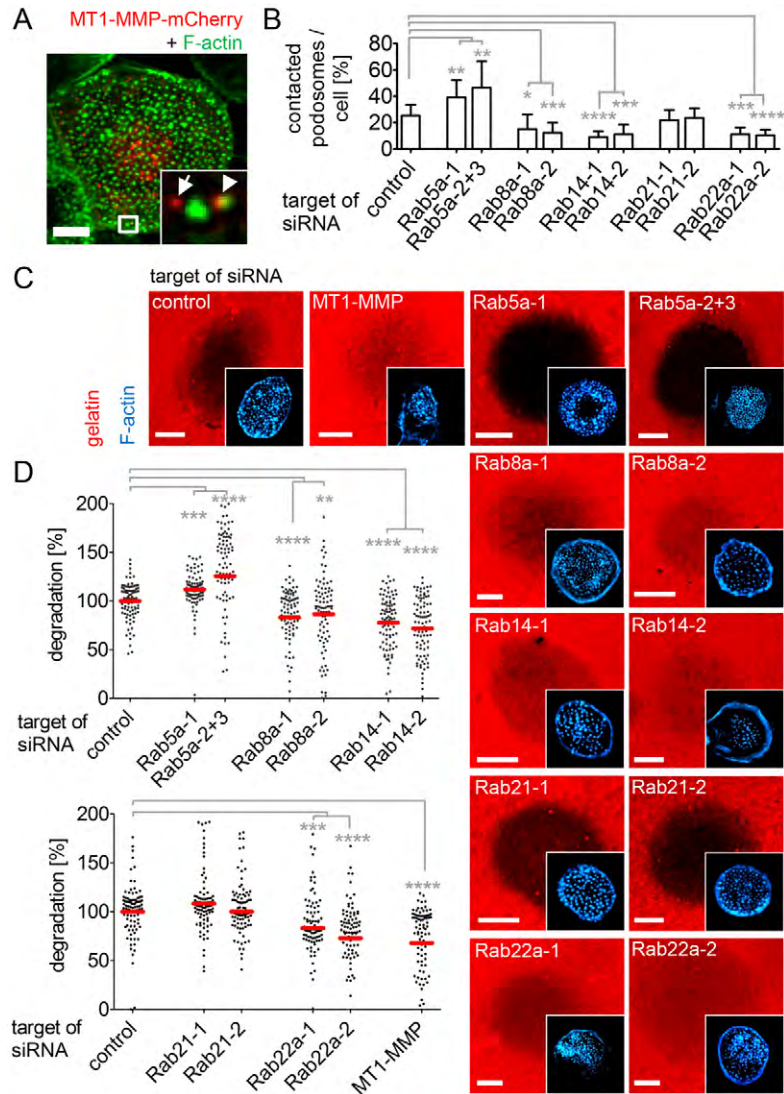 A
MT1-MMP-mCherry
+ F-actin
B
contacted
podosomes /
cell [%]
80
60
40
20
0
** ** * *** **** *** *** ****
control Rab5a-1 Rab5a-2+3 Rab8a-1 Rab8a-2 Rab14-1 Rab14-2 Rab21-1 Rab21-2 Rab22a-1 Rab22a-2
target of
siRNA
C
target of siRNA
control MT1-MMP Rab5a-1 Rab5a-2+3
gelatin
F-actin
Rab8a-1 Rab8a-2
Rab14-1 Rab14-2
Rab21-1 Rab21-2
Rab22a-1 Rab22a-2
D
degradation [%]
200
150
100
50
0
*** **** **** ** **** ****
control Rab5a-1 Rab5a-2+3 Rab8a-1 Rab8a-2 Rab14-1 Rab14-2
target of
siRNA
degradation [%]
200
150
100
50
0
*** **** ****
control Rab21-1 Rab21-2 Rab22a-1 Rab22a-2 MT1-MMP
target of
siRNA